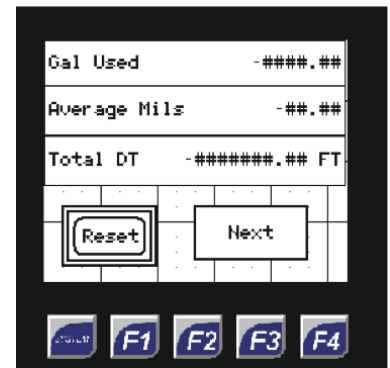 Gal Used -####.##
Average Mils -##.##
Total DT -#######.## FT
Reset Next
F1 F2 F3 F4